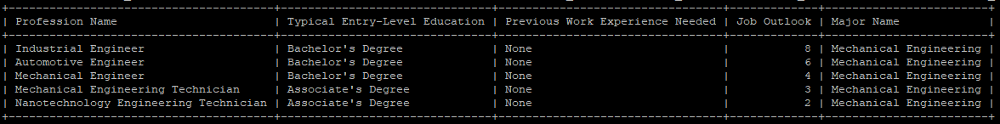 | Profession Name | Typical Entry-Level Education | Previous Work Experience Needed | Job Outlook | Major Name |
| Industrial Engineer | Bachelor's Degree | None | 8 | Mechanical Engineering |
| Automotive Engineer | Bachelor's Degree | None | 6 | Mechanical Engineering |
| Mechanical Engineer | Bachelor's Degree | None | 4 | Mechanical Engineering |
| Mechanical Engineering Technician | Associate's Degree | None | 3 | Mechanical Engineering |
| Nanotechnology Engineering Technician | Associate's Degree | None | 2 | Mechanical Engineering |